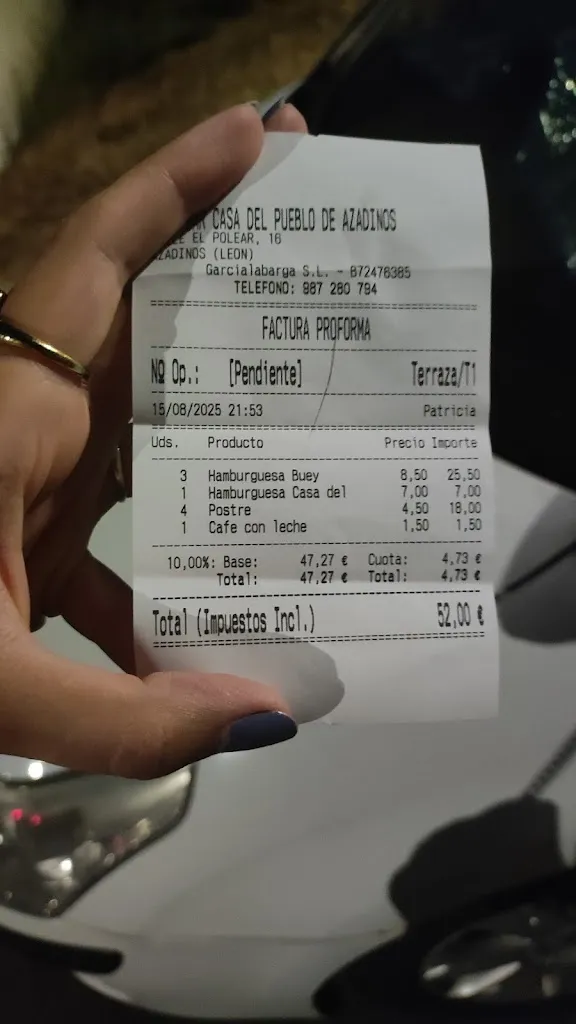 CASA DEL PUEBLO DE AZADINOS
EL POLEAR, 16
AZADINOS (LEON)
Garcialabarga S.L. - B72476385
TELEFONO: 987 280 794
FACTURA PROFORMA
Nº Op.: [Pendiente] Terraza/T1
15/08/2025 21:53 Patricia
Uds. Producto Precio Importe
3 Hamburguesa Buey 8,50 25,50
1 Hamburguesa Casa del 7,00 7,00
4 Postre 4,50 18,00
1 Cafe con leche 1,50 1,50
10,00%: Base: 47,27 € Cuota: 4,73 €
Total: 47,27 € Total: 4,73 €
Total (Impuestos Incl.) 52,00 €